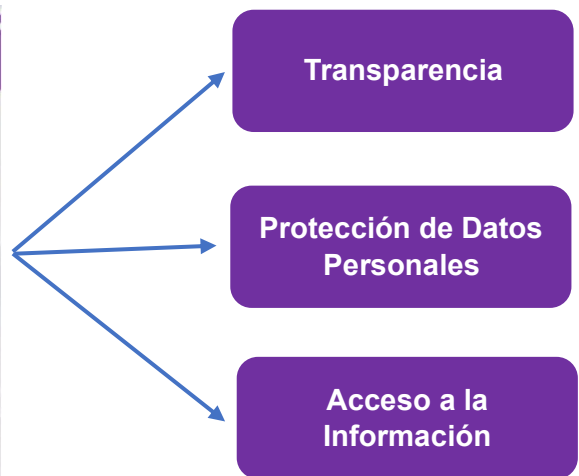 Transparencia
Protección de Datos
Personales
Acceso a la
Información